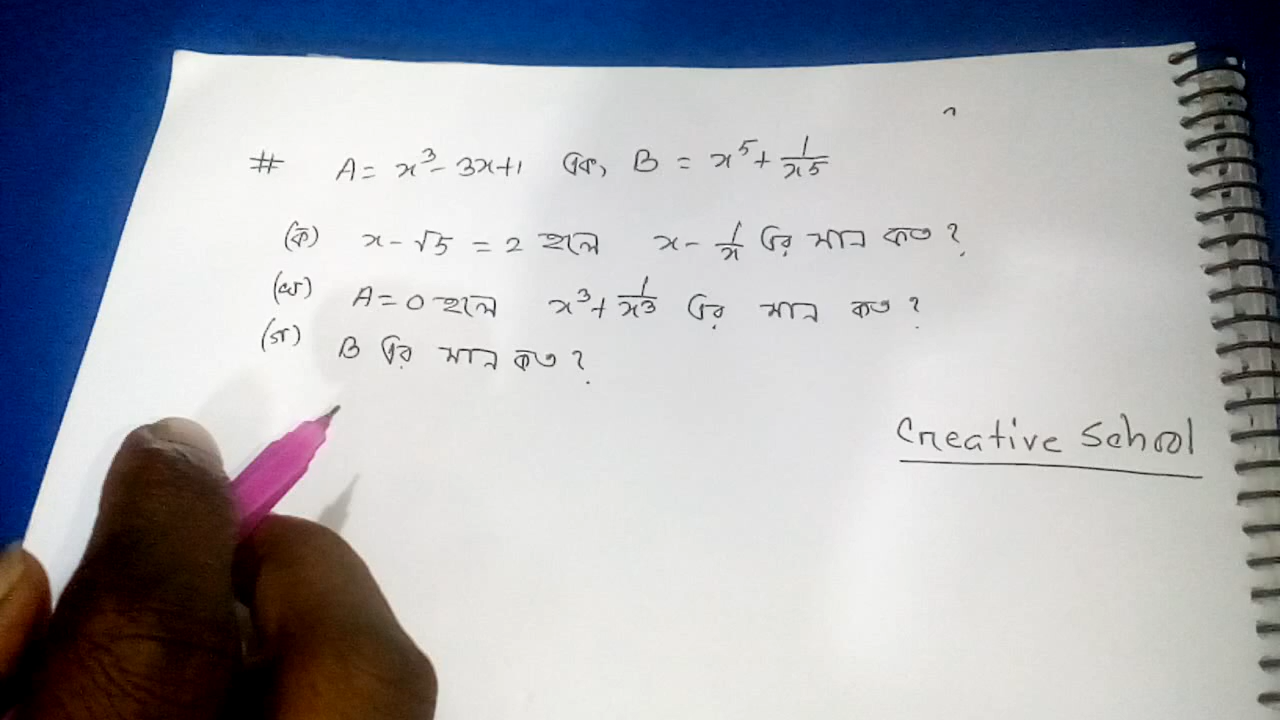 # A = x³ - 3x + 1 এবং, B = x⁵ + 1/x⁵
(ক) x - √5 = 2 হলে x - 1/x এর মান কত ?
(খ) A = 0 হলে x³ + 1/x³ এর মান কত ?
(গ) B এর মান কত ?
Creative School